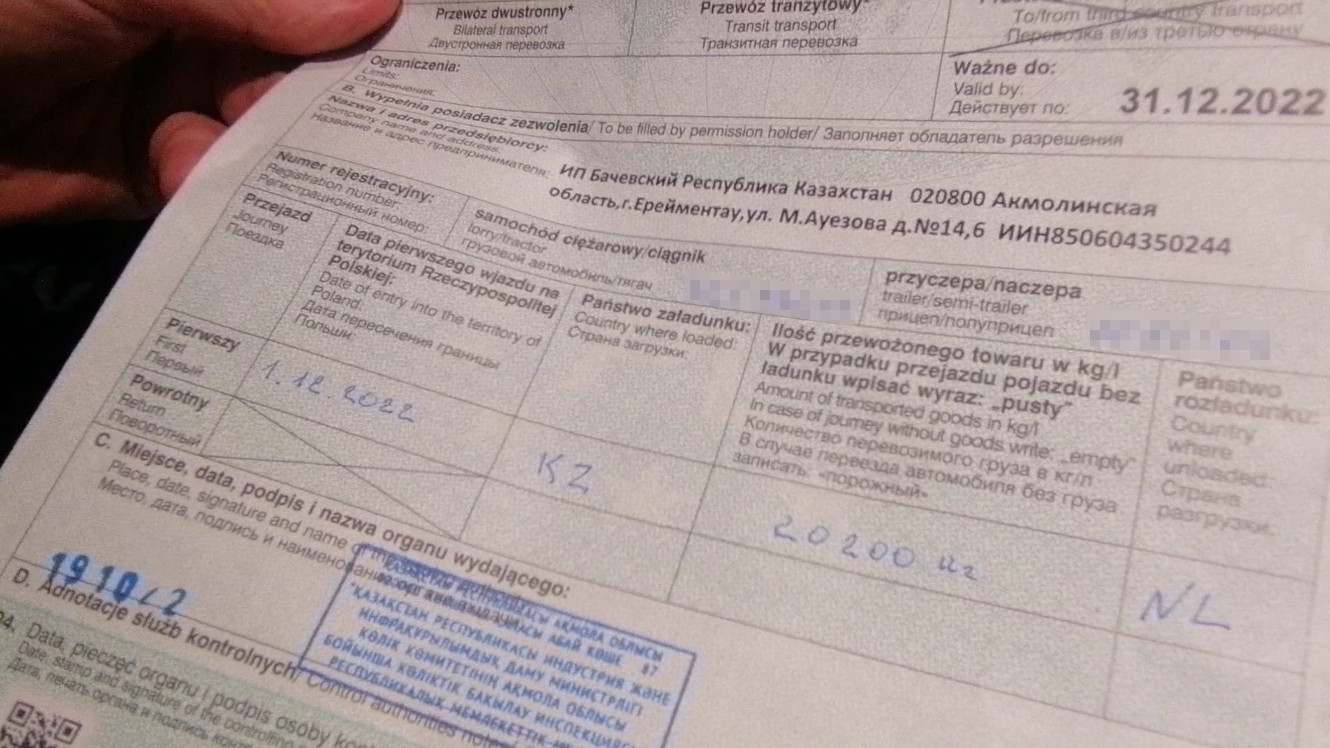 Przewóz dwustronny*
Bilateral transport
Двусторонняя перевозка
Przewóz tranzytowy*
Transit transport
Транзитная перевозка
To/from third country transport
Перевозка в/из третью страну
Ograniczenia:
Limits:
Ограничения:
Ważne do:
Valid by:
Действует по:
31.12.2022
B. Wypełnia posiadacz zezwolenia/ To be filled by permission holder/ Заполняет обладатель разрешения
Nazwa i adres przedsiębiorcy:
Company name and address:
Название и адрес предпринимателя:
ИП Бачевский Республика Казахстан 020800 Акмолинская
область,г.Ерейментау,ул. М.Ауезова д.№14,6 ИИН850604350244
Numer rejestracyjny:
Registration number:
Регистрационный номер:
samochód ciężarowy/ciągnik
lorry/tractor
грузовой автомобиль/тягач
przyczepa/naczepa
trailer/semi-trailer
прицеп/полуприцеп
Przejazd
Journey
Поездка
Data pierwszego wjazdu na
terytorium Rzeczypospolitej
Polskiej:
Date of entry into the territory of
Poland:
Дата пересечения границы
Польши:
Państwo załadunku:
Country where loaded:
Страна загрузки:
Ilość przewożonego towaru w kg/l
W przypadku przejazdu pojazdu bez
ładunku wpisać wyraz: „pusty”
Amount of transported goods in kg/l
In case of journey without goods write: „empty”
Количество перевозимого груза в кг/л
В случае переезда автомобиля без груза
записать: «порожный»
Państwo
rozładunku:
Country
where
unloaded:
Страна
разгрузки:
Pierwszy
First
Первый
1.12.2022
KZ
20200 кг
NL
Powrotny
Return
Поворотный
C. Miejsce, data, podpis i nazwa organu wydającego:
Place, date, signature and name of the
Место, дата, подпись и наименование
1910/2
АҚМОЛА ОБЛЫСЫ
АБАЙ КӨШЕ 87
"ҚАЗАҚСТАН РЕСПУБЛИКАСЫ ИНДУСТРИЯ ЖӘНЕ
ИНФРАҚҰРЫЛЫМДЫҚ ДАМУ МИНИСТРЛІГІ
КӨЛІК КОМИТЕТІНІҢ АҚМОЛА ОБЛЫСЫ
БОЙЫНША КӨЛІКТІК БАҚЫЛАУ ИНСПЕКЦИЯСЫ
РЕСПУБЛИКАЛЫҚ МЕМЛЕКЕТТІК
D. Adnotacje służb kontrolnych/ Control authorities notes/
Data, pieczęć organu i podpis osoby
Date, stamp and signature of the controlling
Дата, печать органа и подпись